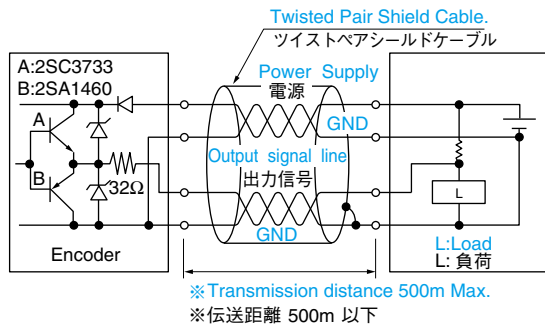 Twisted Pair Shield Cable.
ツイストペアシールドケーブル
A:2SC3733
B:2SA1460
Power Supply
電源
A
GND
Output signal line
32Ω
出力信号
B
L
GND
Encoder
L:Load
L: 負荷
※Transmission distance 500m Max.
※伝送距離 500m 以下